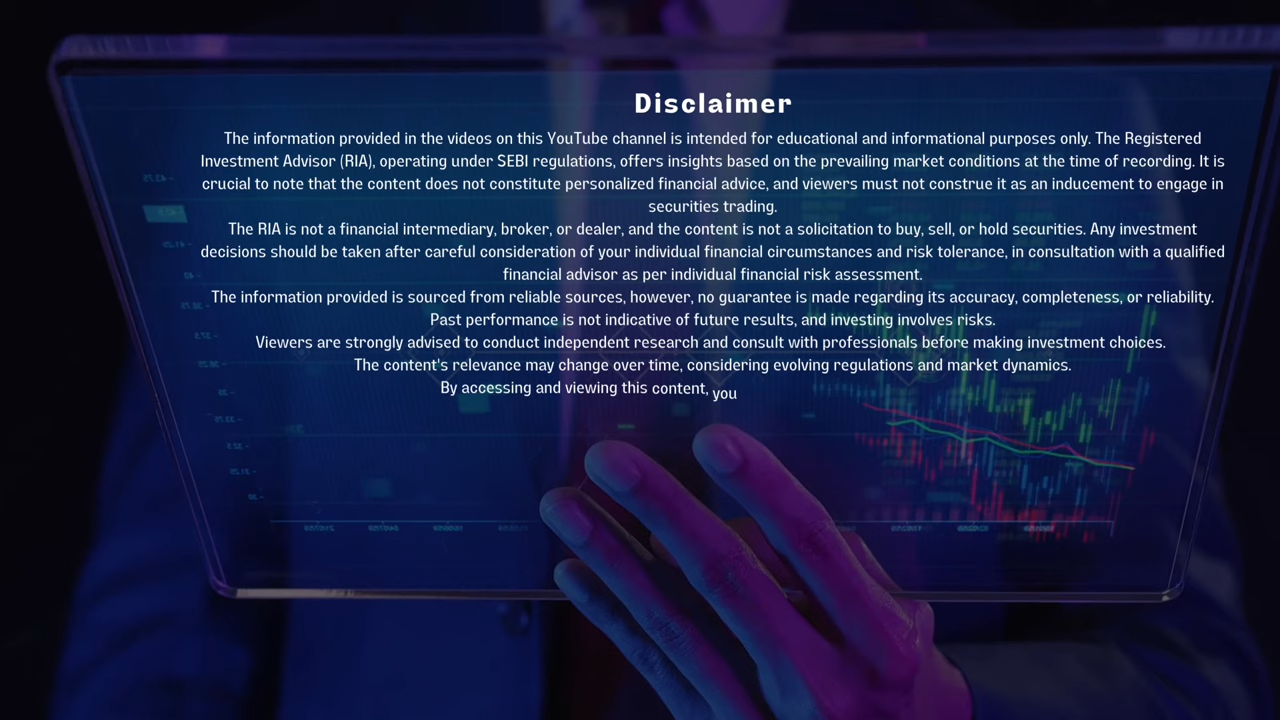 Disclaimer
The information provided in the videos on this YouTube channel is intended for educational and informational purposes only. The Registered
Investment Advisor (RIA), operating under SEBI regulations, offers insights based on the prevailing market conditions at the time of recording. It is
crucial to note that the content does not constitute personalized financial advice, and viewers must not construe it as an inducement to engage in
securities trading.
The RIA is not a financial intermediary, broker, or dealer, and the content is not a solicitation to buy, sell, or hold securities. Any investment
decisions should be taken after careful consideration of your individual financial circumstances and risk tolerance, in consultation with a qualified
financial advisor as per individual financial risk assessment.
The information provided is sourced from reliable sources, however, no guarantee is made regarding its accuracy, completeness, or reliability.
Past performance is not indicative of future results, and investing involves risks.
Viewers are strongly advised to conduct independent research and consult with professionals before making investment choices.
The content's relevance may change over time, considering evolving regulations and market dynamics.
By accessing and viewing this content, you